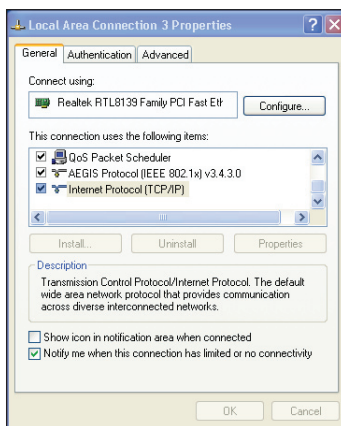 Local Area Connection 3 Properties
General Authentication Advanced
Connect using:
Realtek RTL8139 Family PCI Fast Eth
Configure...
This connection uses the following items:
QoS Packet Scheduler
AEGIS Protocol (IEEE 802.1x) v3.4.3.0
Internet Protocol (TCP/IP)
Install... Uninstall Properties
Description
Transmission Control Protocol/Internet Protocol. The default
wide area network protocol that provides communication
across diverse interconnected networks.
Show icon in notification area when connected
Notify me when this connection has limited or no connectivity
OK Cancel